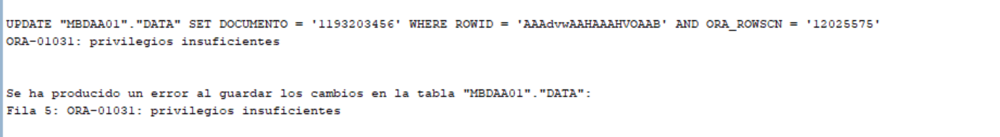 UPDATE "MBDAA01"."DATA" SET DOCUMENTO = '1193203456' WHERE ROWID = 'AAAdvwAAHAAAHVOAAB' AND ORA_ROWSCN = '12025575'
ORA-01031: privilegios insuficientes
Se ha producido un error al guardar los cambios en la tabla "MBDAA01"."DATA":
Fila 5: ORA-01031: privilegios insuficientes